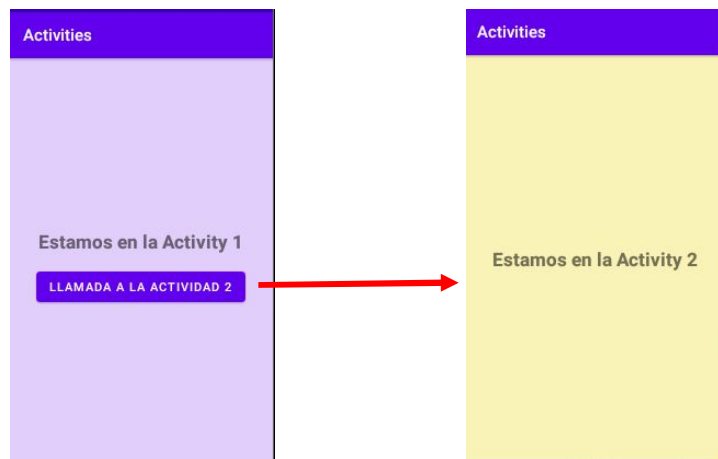 Activities
Estamos en la Activity 1
LLAMADA A LA ACTIVIDAD 2
Activities
Estamos en la Activity 2